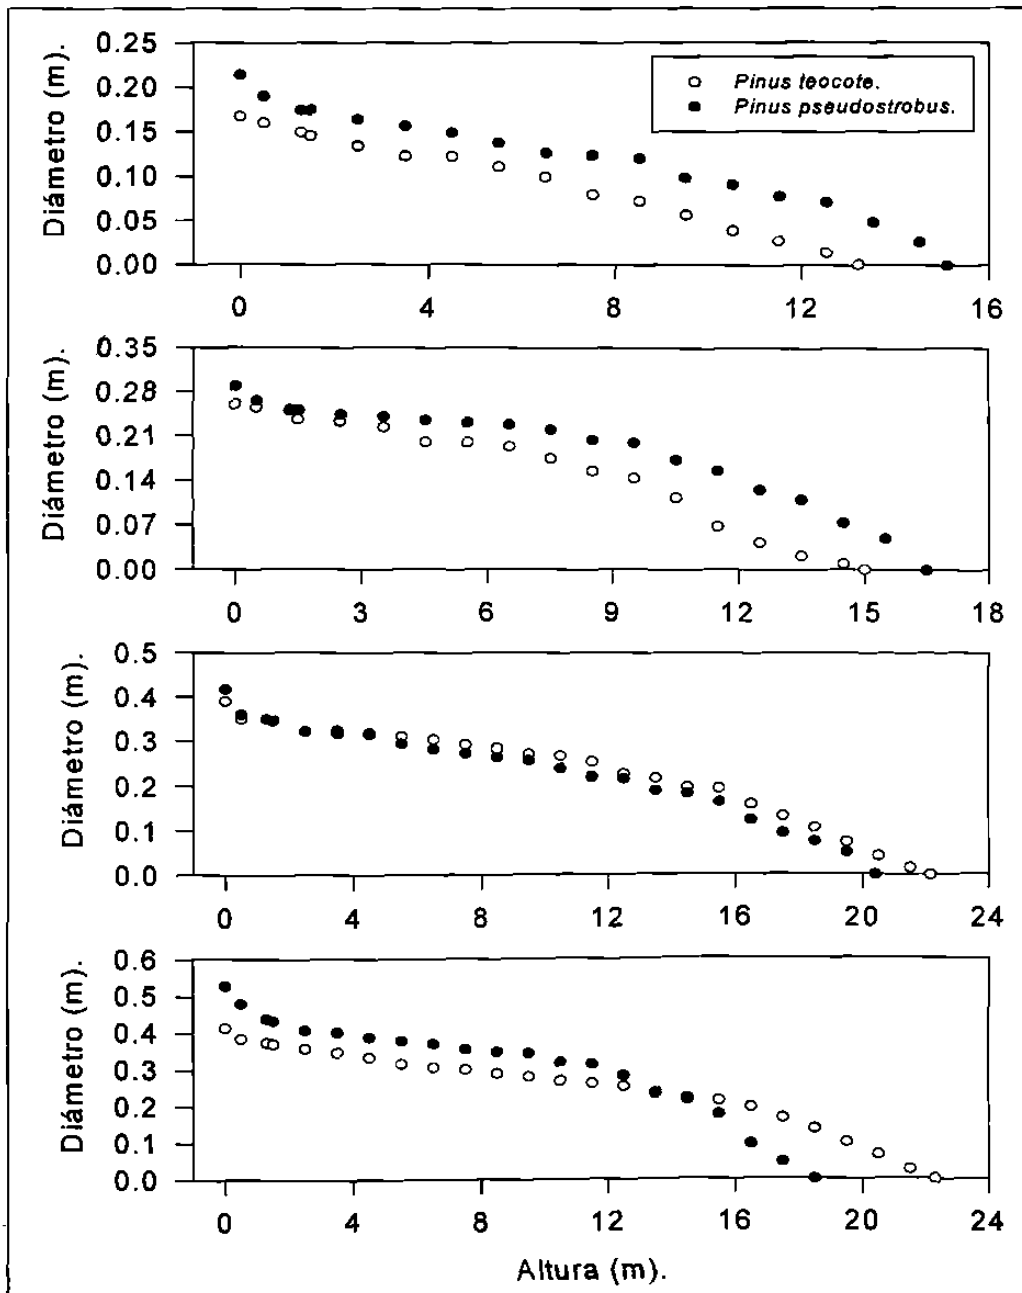 Diámetro (m).
0.25
0.20
0.15
0.10
0.05
0.00
Pinus teocote.
Pinus pseudostrobus.
0 4 8 12 16
Diámetro (m).
0.35
0.28
0.21
0.14
0.07
0.00
0 3 6 9 12 15 18
Diámetro (m).
0.5
0.4
0.3
0.2
0.1
0.0
0 4 8 12 16 20 24
Diámetro (m).
0.6
0.5
0.4
0.3
0.2
0.1
0.0
0 4 8 12 16 20 24
Altura (m).